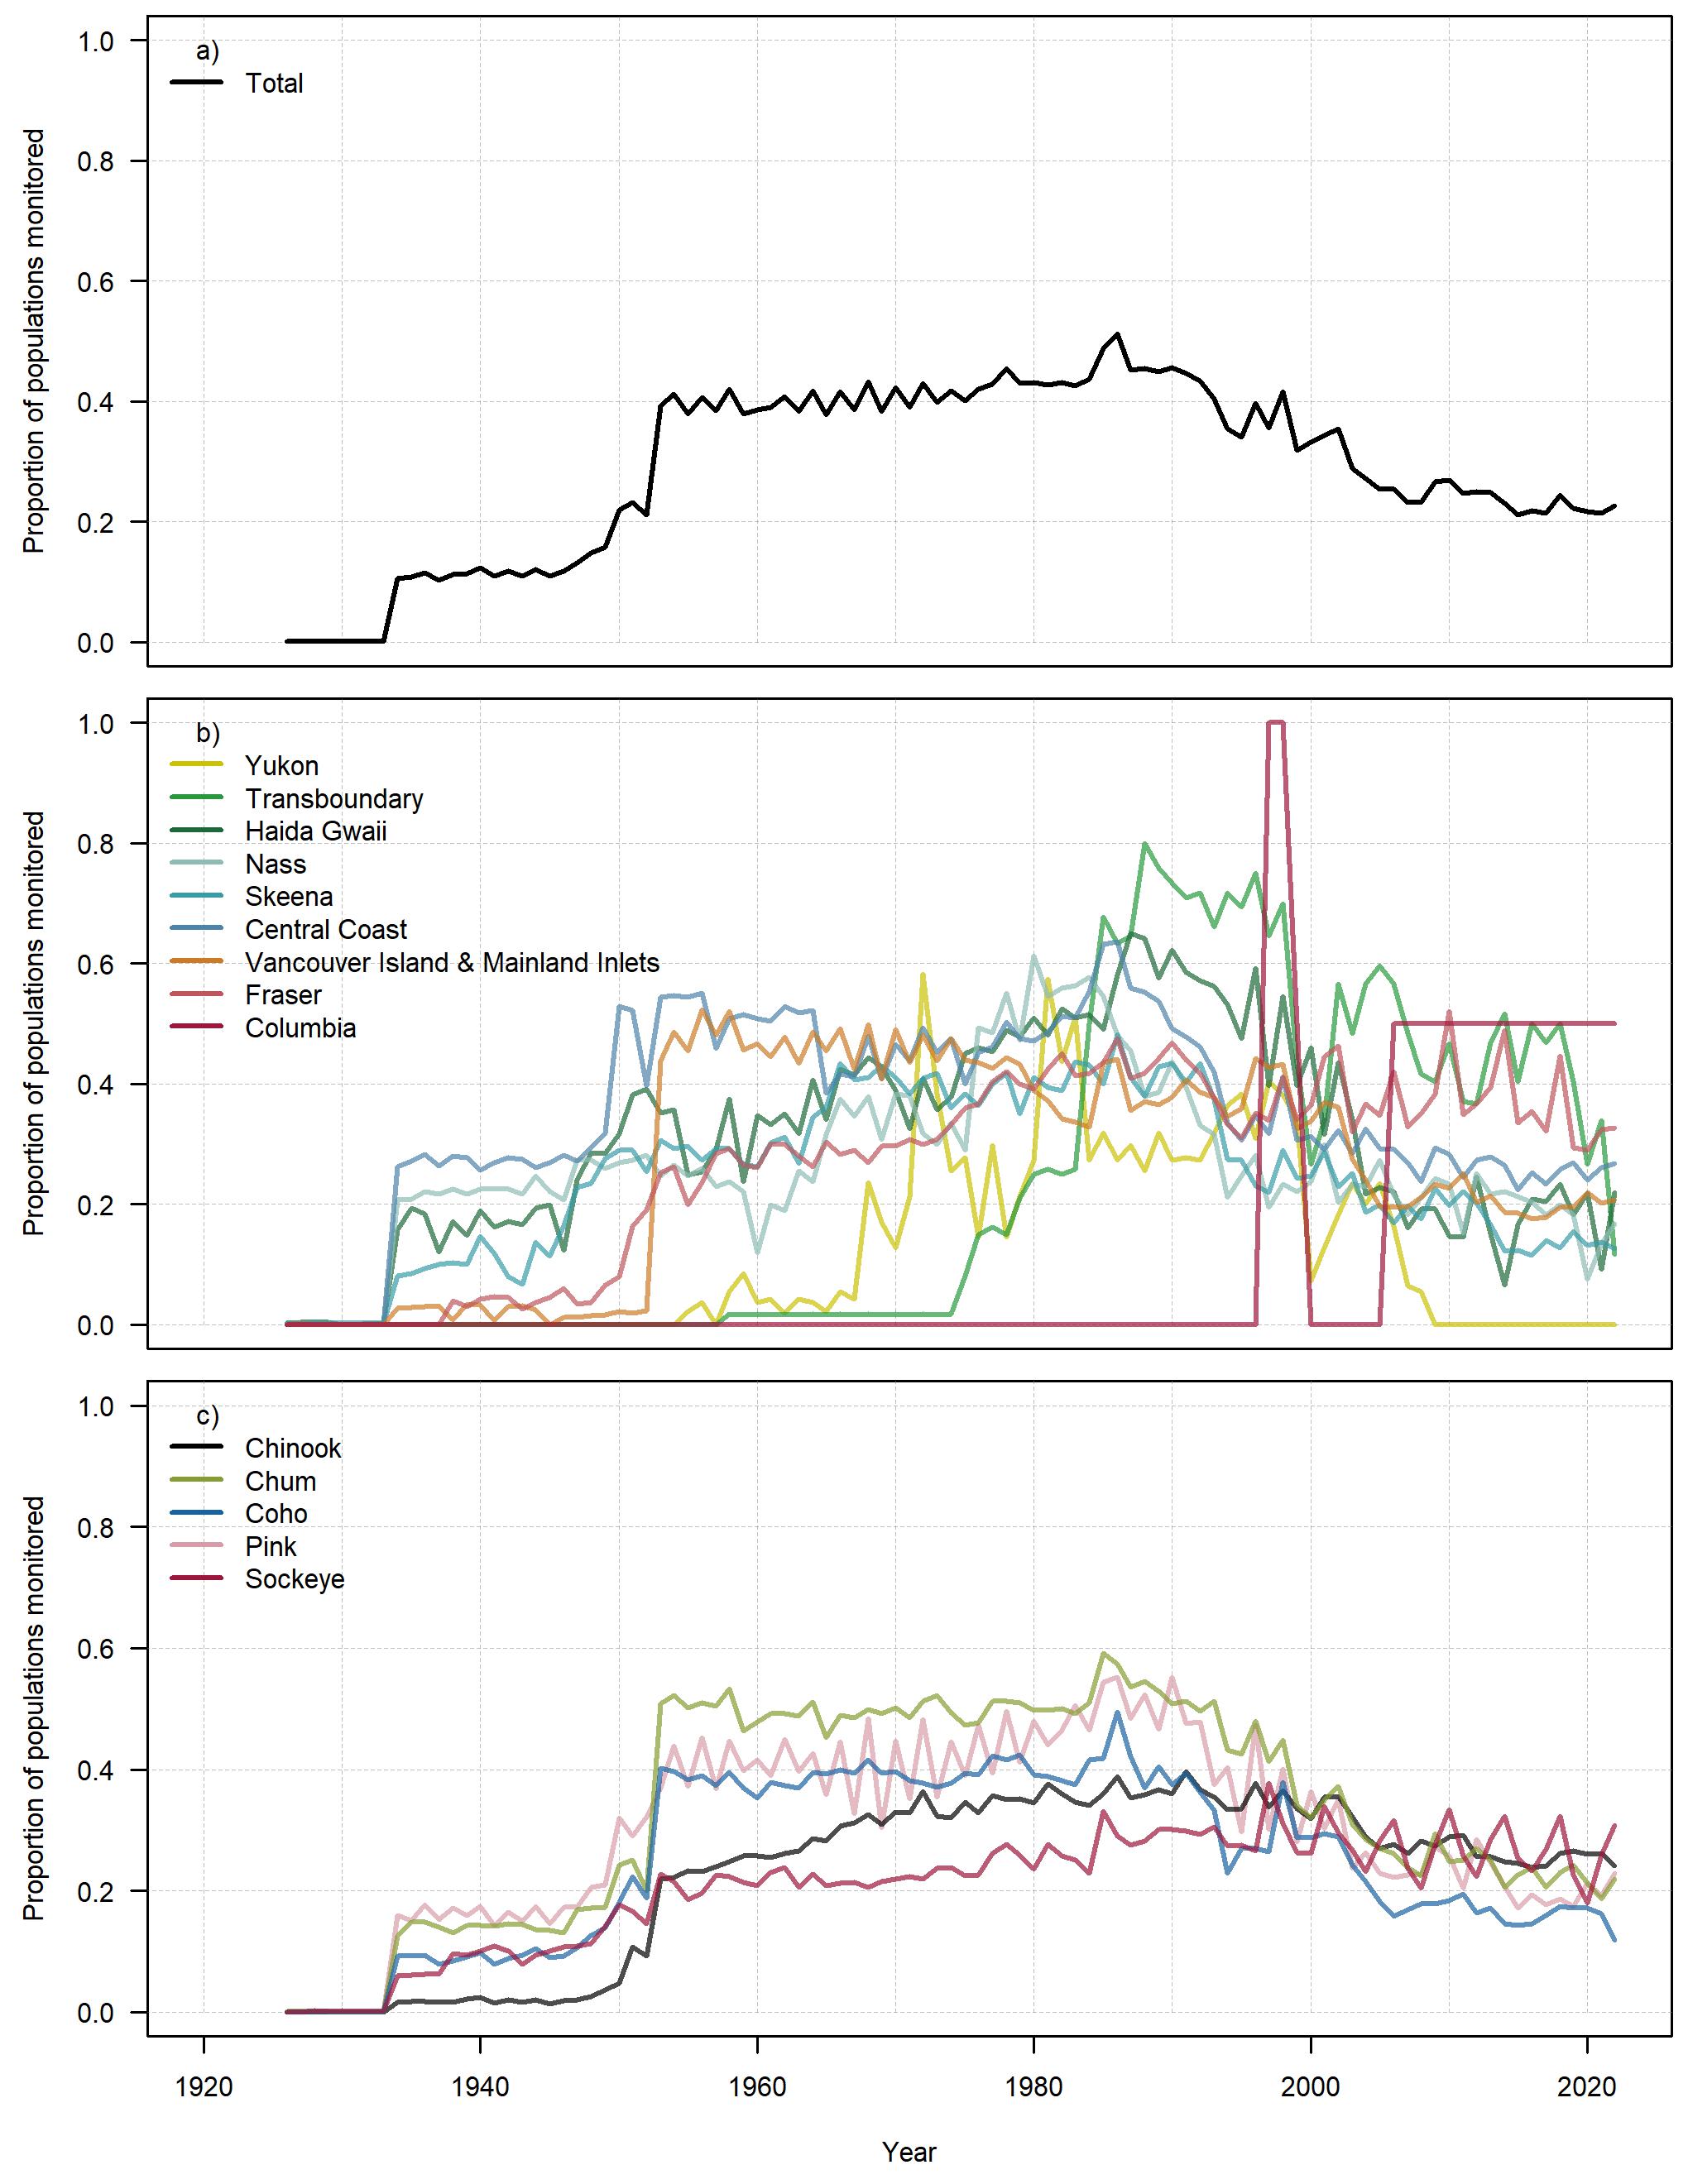 a)
Total
1.0
0.8
0.6
0.4
0.2
0.0
Proportion of populations monitored
b)
Yukon
Transboundary
Haida Gwaii
Nass
Skeena
Central Coast
Vancouver Island & Mainland Inlets
Fraser
Columbia
1.0
0.8
0.6
0.4
0.2
0.0
Proportion of populations monitored
c)
Chinook
Chum
Coho
Pink
Sockeye
1.0
0.8
0.6
0.4
0.2
0.0
Proportion of populations monitored
1920 1940 1960 1980 2000 2020
Year